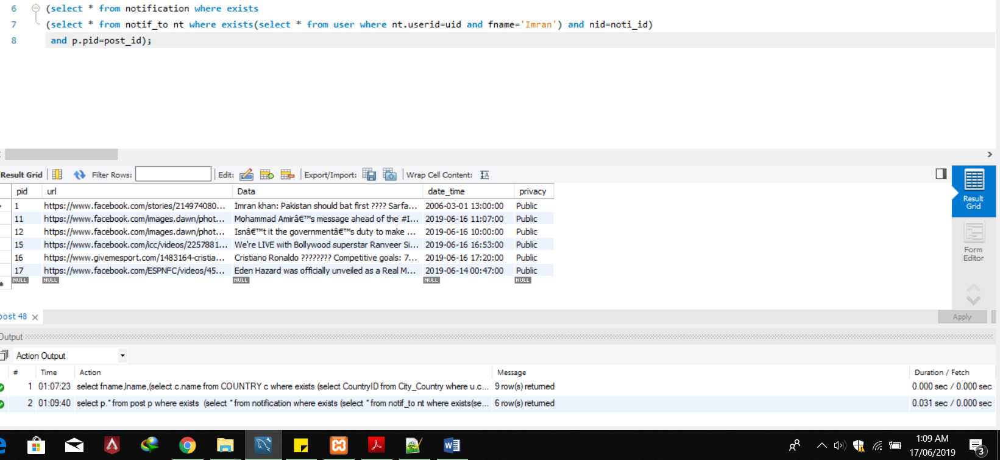 6 (select * from notification where exists
7 (select * from notif_to nt where exists(select * from user where nt.userid=uid and fname='Imran') and nid=noti_id)
8 and p.pid=post_id);
Result Grid Filter Rows: Edit: Export/Import: Wrap Cell Content: IA
pid url Data date_time privacy
1 https://www.facebook.com/stories/214974080... Imran khan: Pakistan should bat first ???? Sarfa... 2006-03-01 13:00:00 Public
11 https://www.facebook.com/images.dawn/phot... Mohammad Amirâ€™s message ahead of the #I... 2019-06-16 11:07:00 Public
12 https://www.facebook.com/images.dawn/phot... Isnâ€™t it the governmentâ€™s duty to make ... 2019-06-16 10:00:00 Public
15 https://www.facebook.com/icc/videos/2257881... We're LIVE with Bollywood superstar Ranveer Si... 2019-06-16 16:53:00 Public
16 https://www.givemesport.com/1483164-cristia... Cristiano Ronaldo ???????? Competitive goals: 7... 2019-06-16 17:20:00 Public
17 https://www.facebook.com/ESPNFC/videos/45... Eden Hazard was officially unveiled as a Real M... 2019-06-14 00:47:00 Public
NULL NULL NULL NULL NULL
Result
Grid
Form
Editor
post 48 Apply
Output
Action Output
# Time Action Message Duration / Fetch
1 01:07:23 select fname,lname,(select c.name from COUNTRY c where exists (select CountryID from City_Country where u.c... 9 row(s) returned 0.000 sec / 0.000 sec
2 01:09:40 select p.* from post p where exists (select * from notification where exists (select * from notif_to nt where exists(se... 6 row(s) returned 0.031 sec / 0.000 sec
1:09 AM
17/06/2019
3